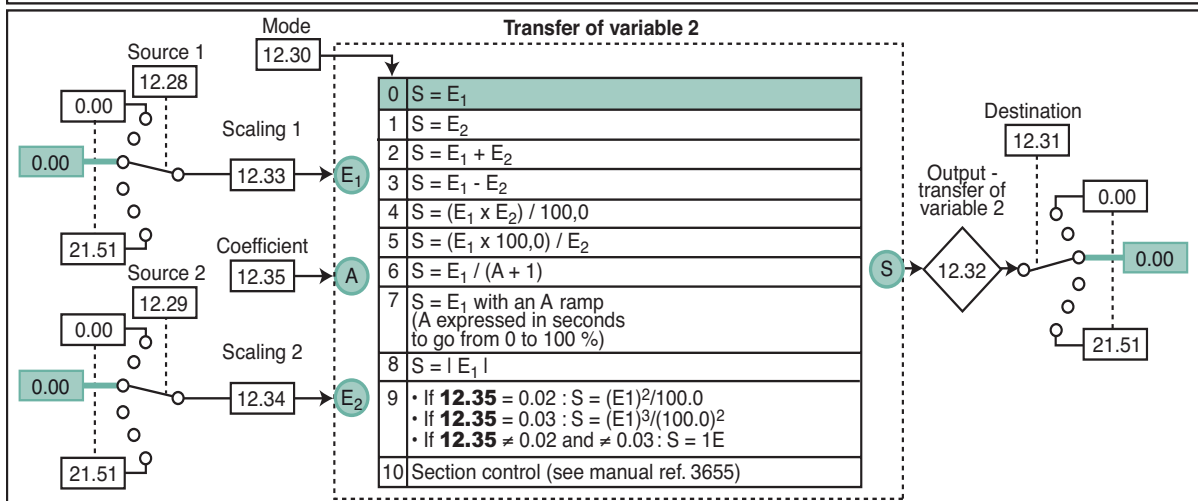 Transfer of variable 2
Mode
12.30
Source 1
12.28
0.00
0.00
21.51
Scaling 1
12.33
E1
Coefficient
12.35
A
Source 2
12.29
0.00
0.00
21.51
Scaling 2
12.34
E2
0 S = E1
1 S = E2
2 S = E1 + E2
3 S = E1 - E2
4 S = (E1 x E2) / 100,0
5 S = (E1 x 100,0) / E2
6 S = E1 / (A + 1)
7 S = E1 with an A ramp
(A expressed in seconds
to go from 0 to 100 %)
8 S = | E1 |
9 • If 12.35 = 0.02 : S = (E1)²/100.0
• If 12.35 = 0.03 : S = (E1)³/(100.0)²
• If 12.35 ≠ 0.02 and ≠ 0.03 : S = 1E
10 Section control (see manual ref. 3655)
S
Output -
transfer of
variable 2
12.32
Destination
12.31
0.00
0.00
21.51